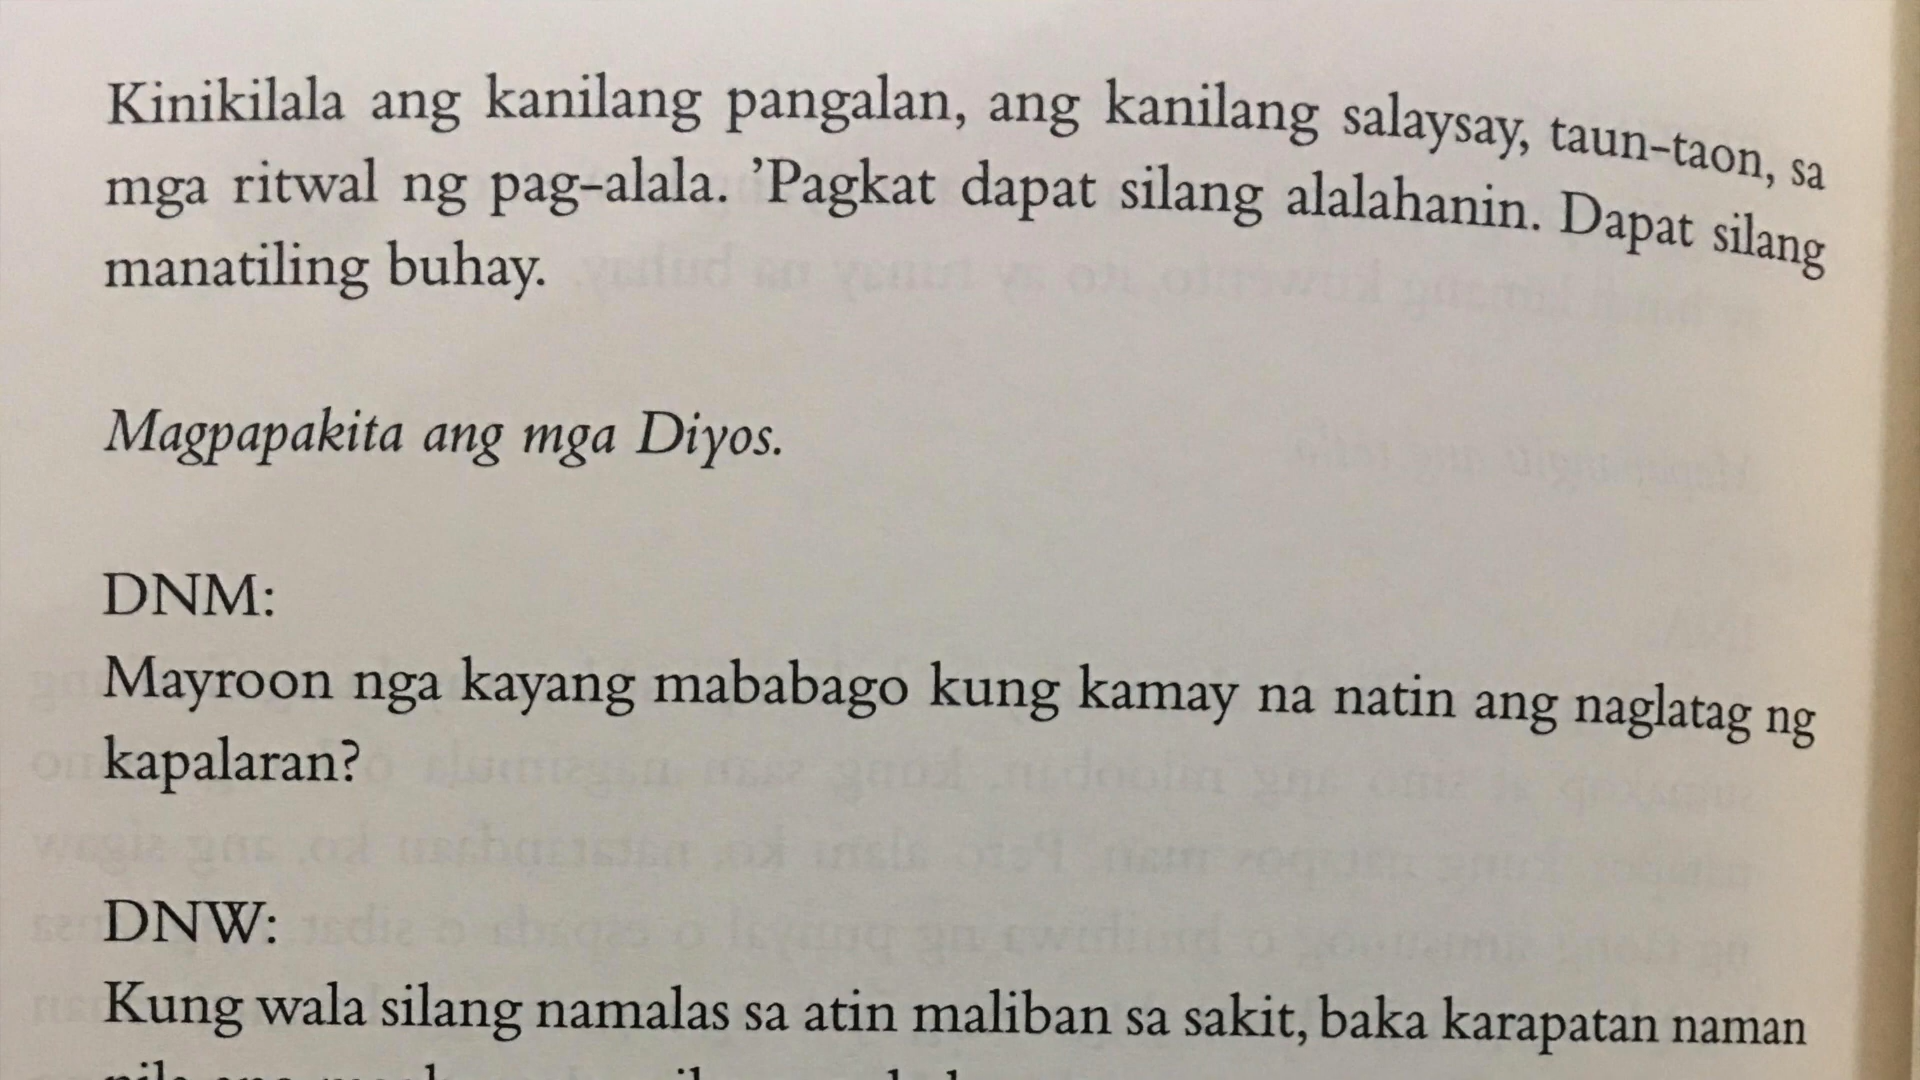 Kinikilala ang kanilang pangalan, ang kanilang salaysay, taun-taon, sa
mga ritwal ng pag-alala. ’Pagkat dapat silang alalahanin. Dapat silang
manatiling buhay.
Magpapakita ang mga Diyos.
DNM:
Mayroon nga kayang mababago kung kamay na natin ang naglatag ng
kapalaran?
DNW:
Kung wala silang namalas sa atin maliban sa sakit, baka karapatan naman